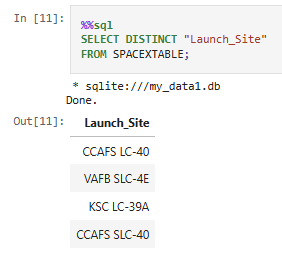 In [11]:
%%sql
SELECT DISTINCT "Launch_Site"
FROM SPACEXTABLE;
* sqlite:///my_data1.db
Done.
Out[11]:
Launch_Site
CCAFS LC-40
VAFB SLC-4E
KSC LC-39A
CCAFS SLC-40